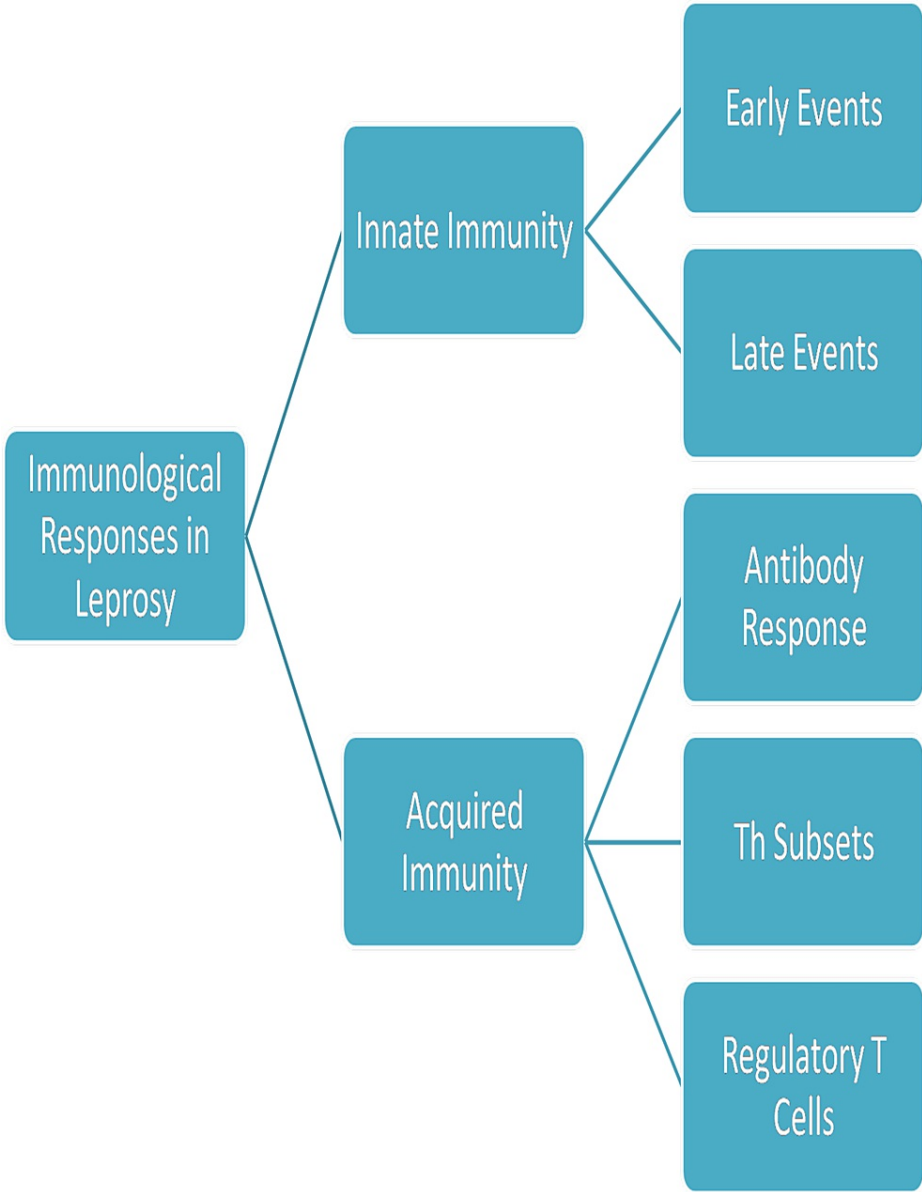 Immunological
Responses in
Leprosy
Innate Immunity
Early Events
Late Events
Acquired
Immunity
Antibody
Response
Th Subsets
Regulatory T
Cells